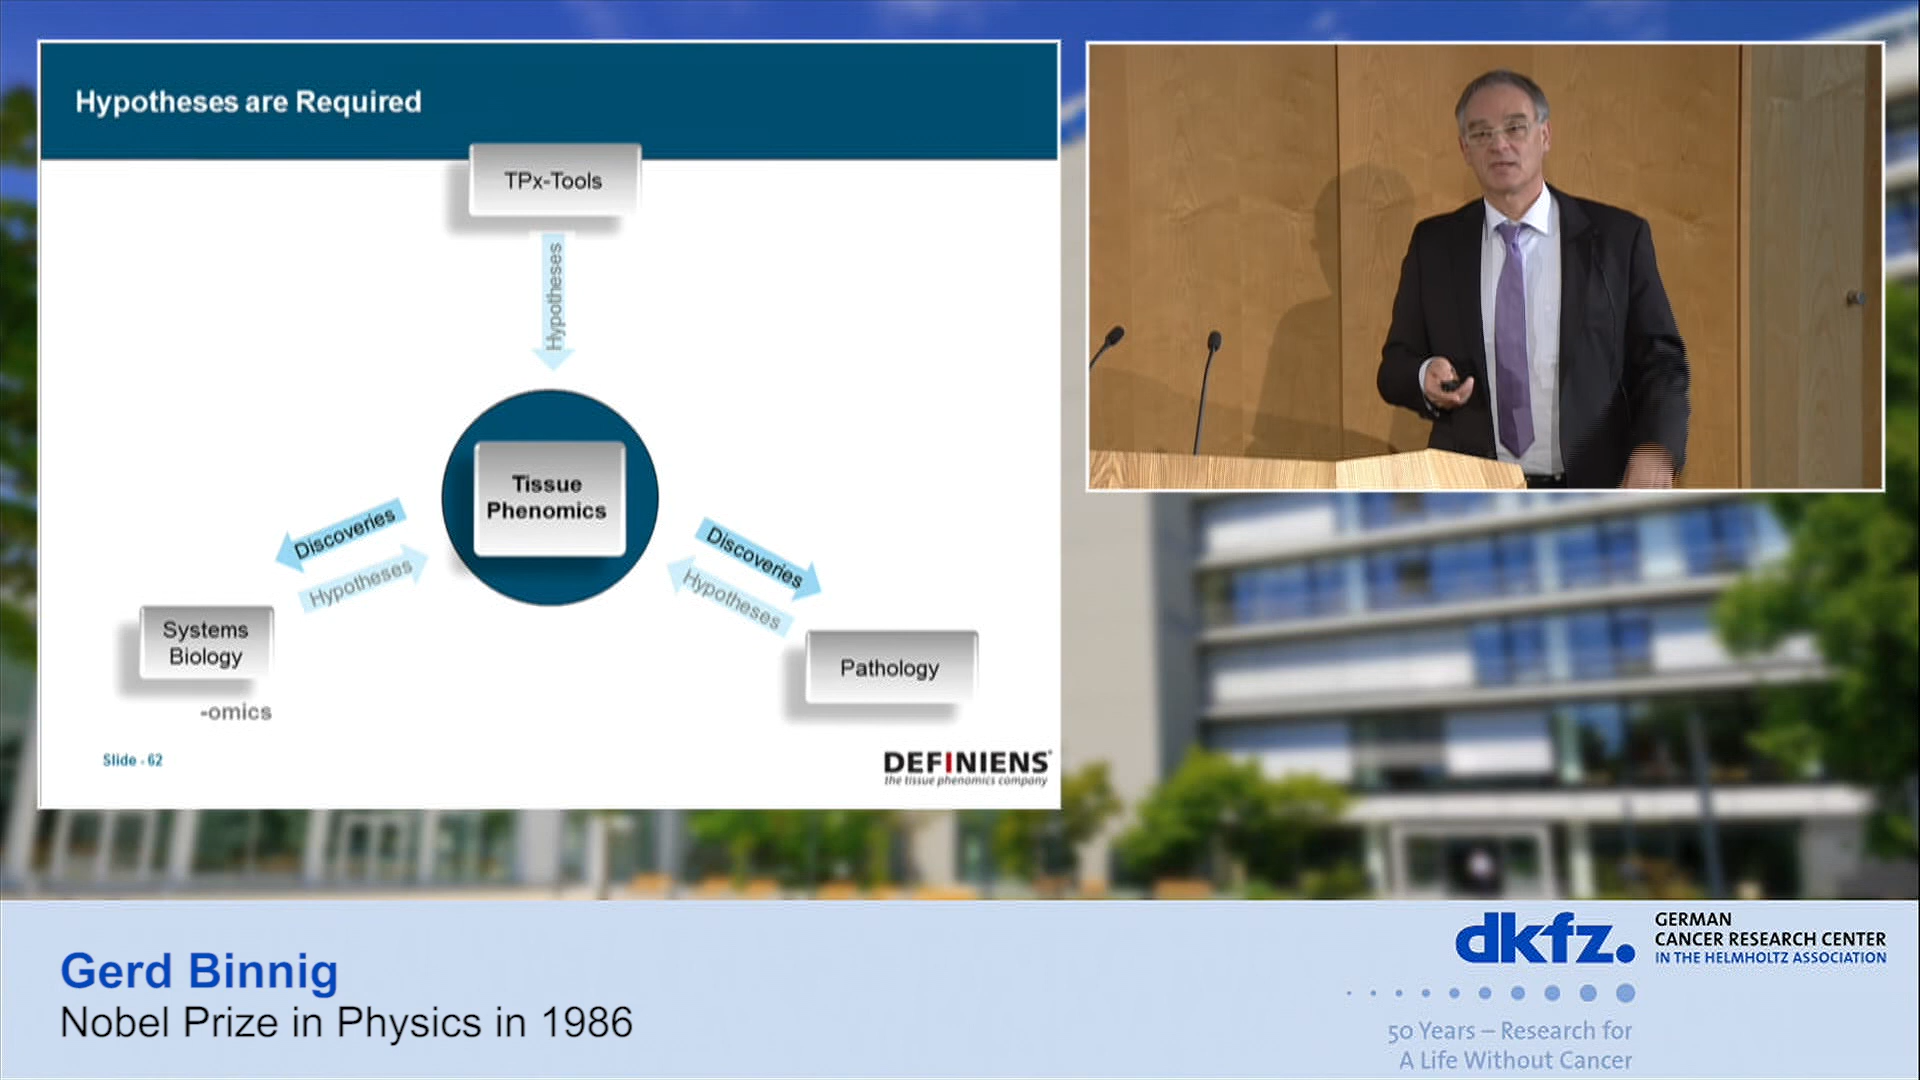 Hypotheses are Required
TPx-Tools
Hypotheses
Tissue
Phenomics
Discoveries
Hypotheses
Discoveries
Hypotheses
Systems
Biology
-omics
Pathology
Slide - 62
DEFINIENS
the tissue phenomics company
Gerd Binnig
Nobel Prize in Physics in 1986
dkfz.
GERMAN
CANCER RESEARCH CENTER
IN THE HELMHOLTZ ASSOCIATION
50 Years – Research for
A Life Without Cancer